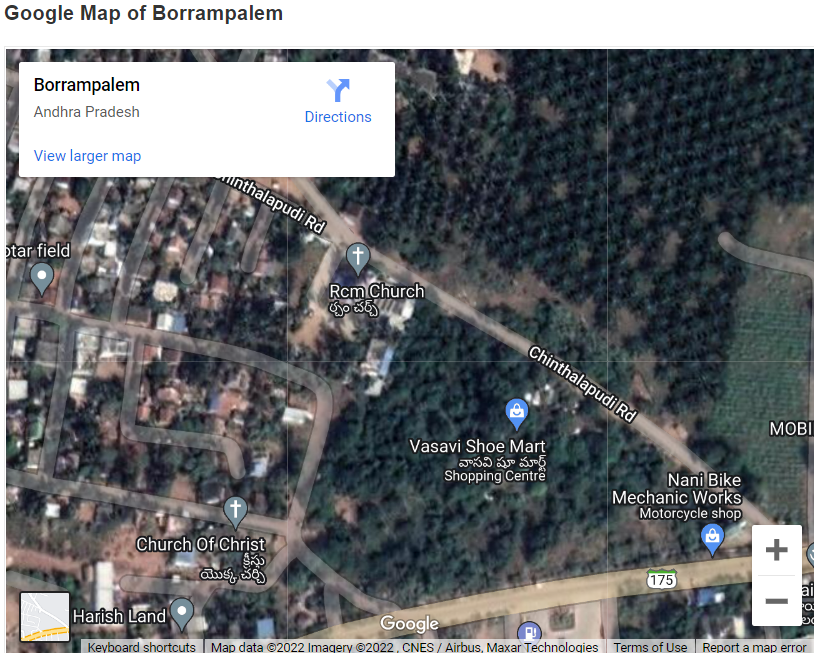 Google Map of Borrampalem
Borrampalem
Andhra Pradesh
Directions
View larger map
Chinthalapudi Rd
otar field
Rcm Church
ర్చం చర్చ్
Chinthalapudi Rd
Vasavi Shoe Mart
వాసవి షూ మార్ట్
Shopping Centre
MOBI
Nani Bike
Mechanic Works
Motorcycle shop
Church Of Christ
క్రీస్తు
యొక్క చర్చి
175
Harish Land
Google
Keyboard shortcuts
Map data ©2022 Imagery ©2022 , CNES / Airbus, Maxar Technologies
Terms of Use
Report a map error